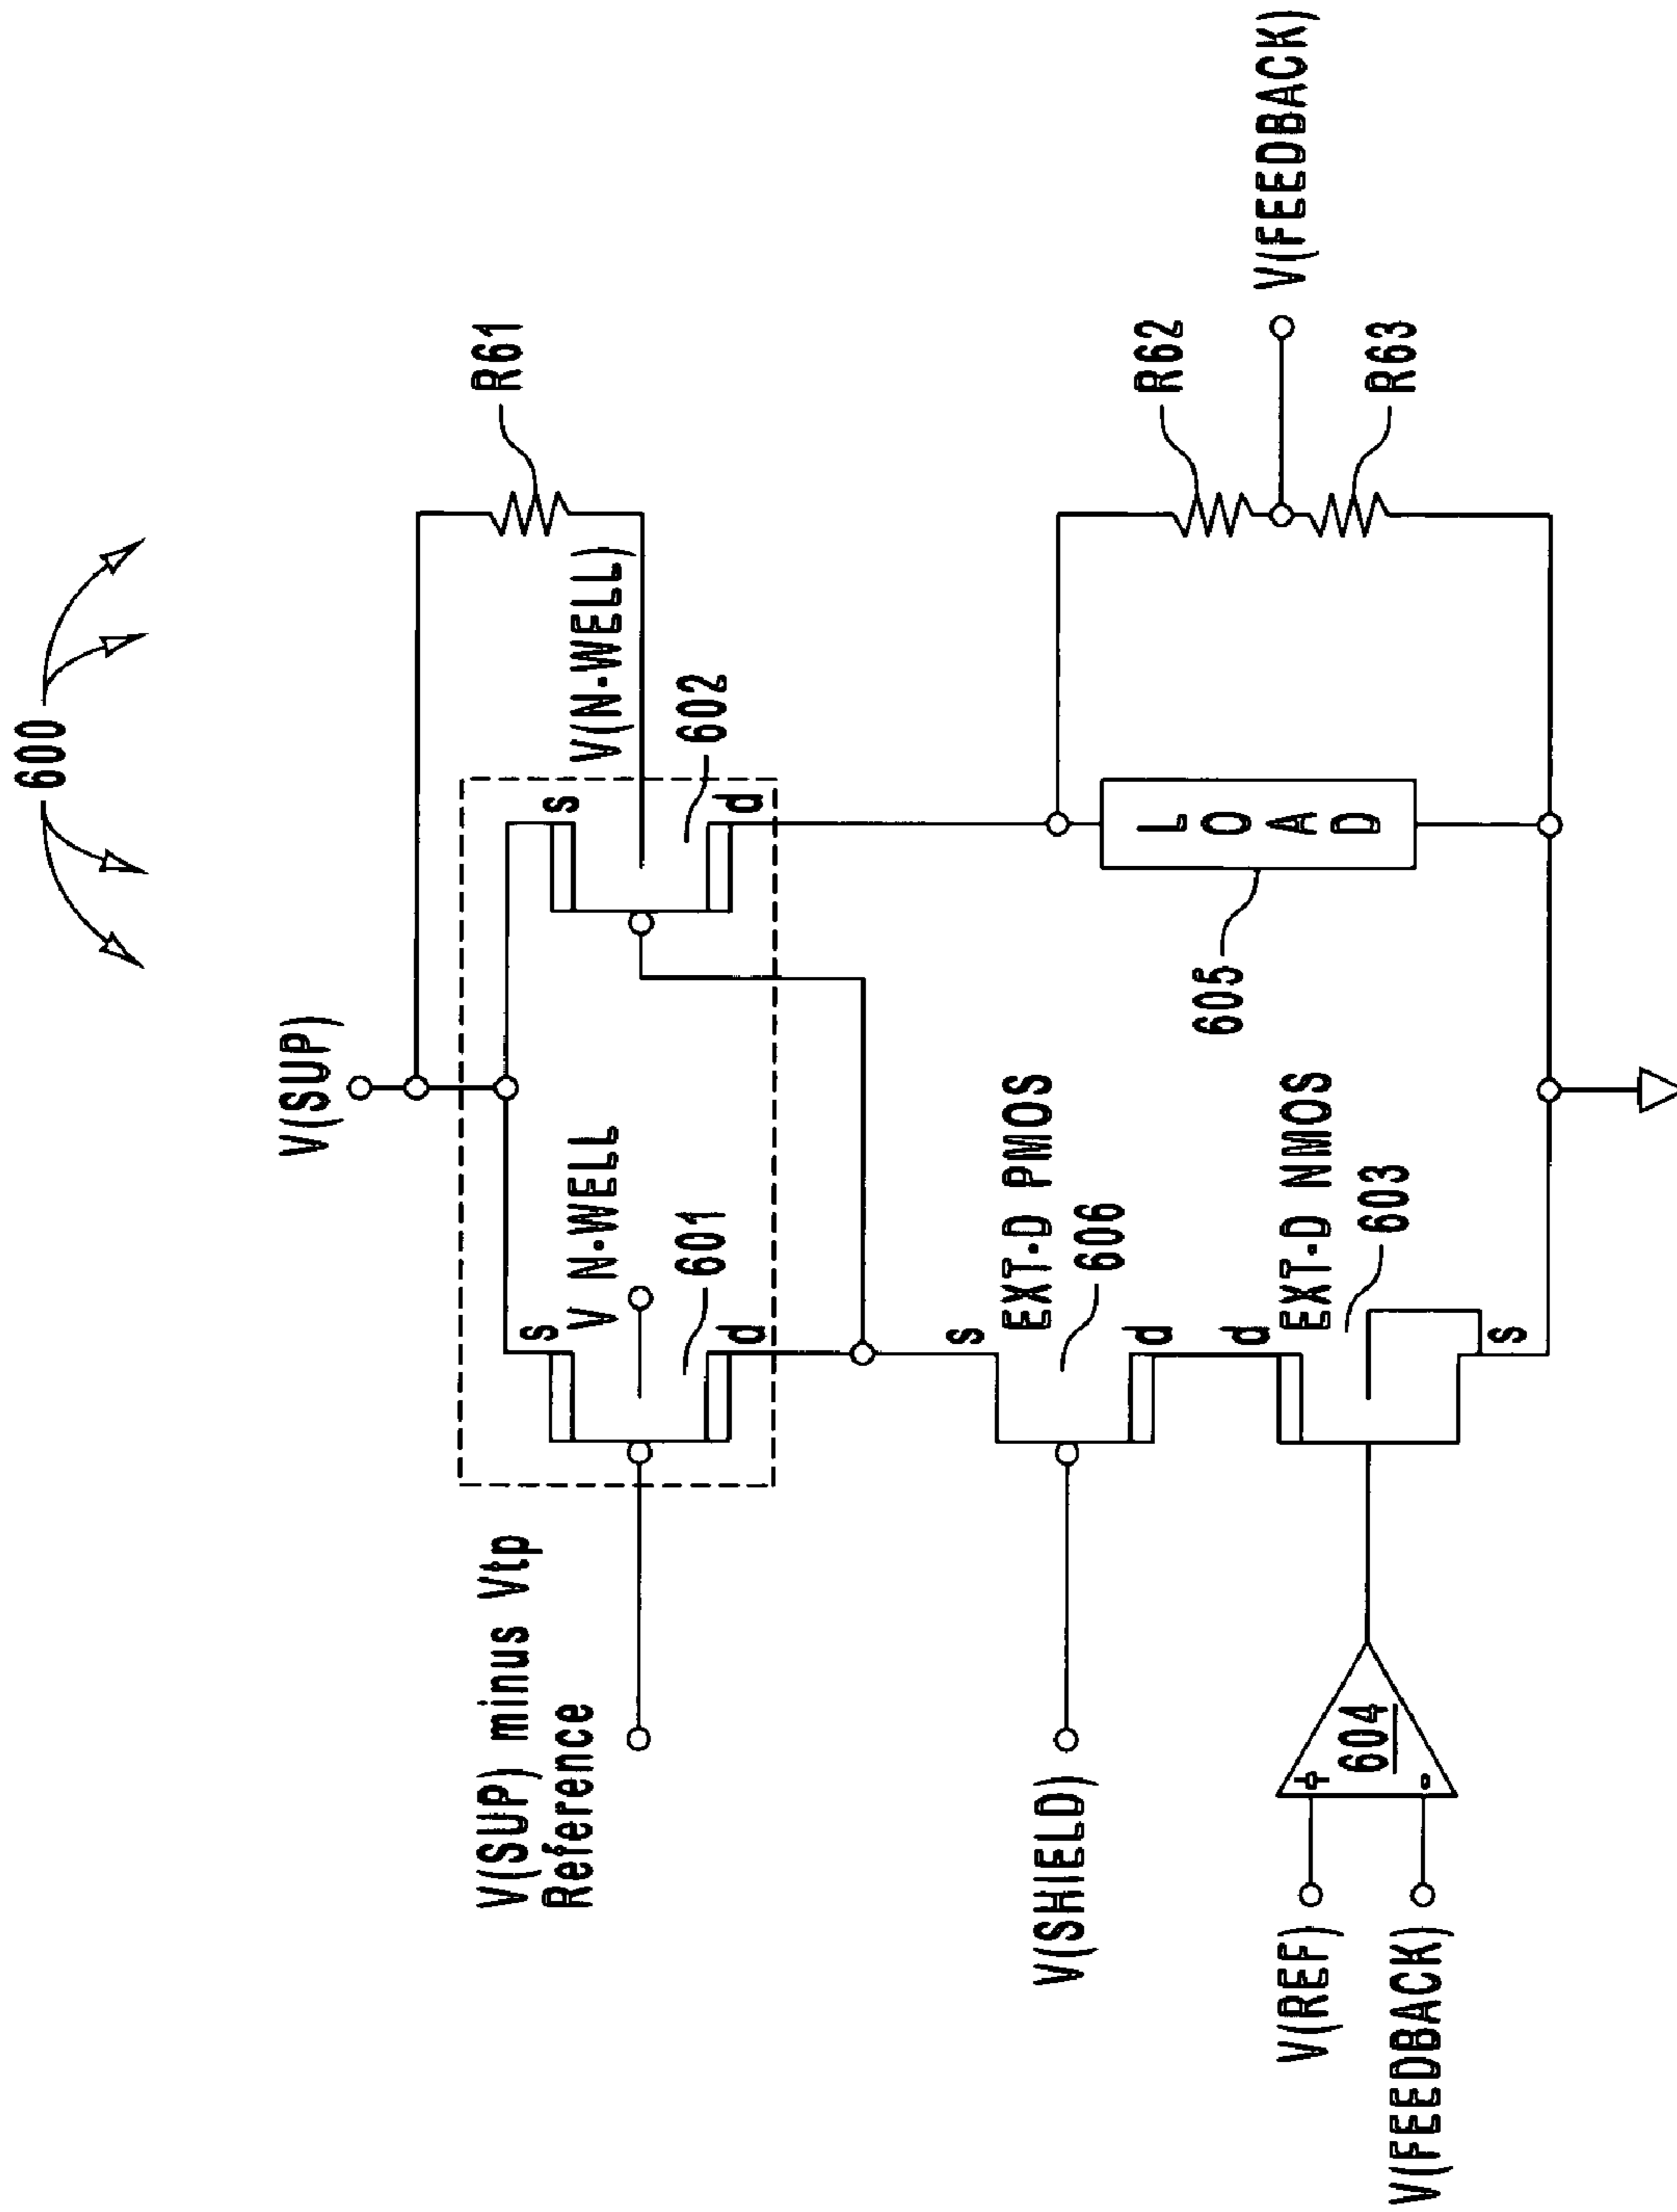 600
V(SUP)
R61
V(SUP) minus Vtp
Reference
s
V N-WELL
601
d
s
V(N-WELL)
602
d
V(SHIELD)
s
EXT-D PMOS
606
d
d
EXT-D NMOS
603
s
V(REF)
V(FEEDBACK)
+
-
604
605
LOAD
R62
R63
V(FEEDBACK)